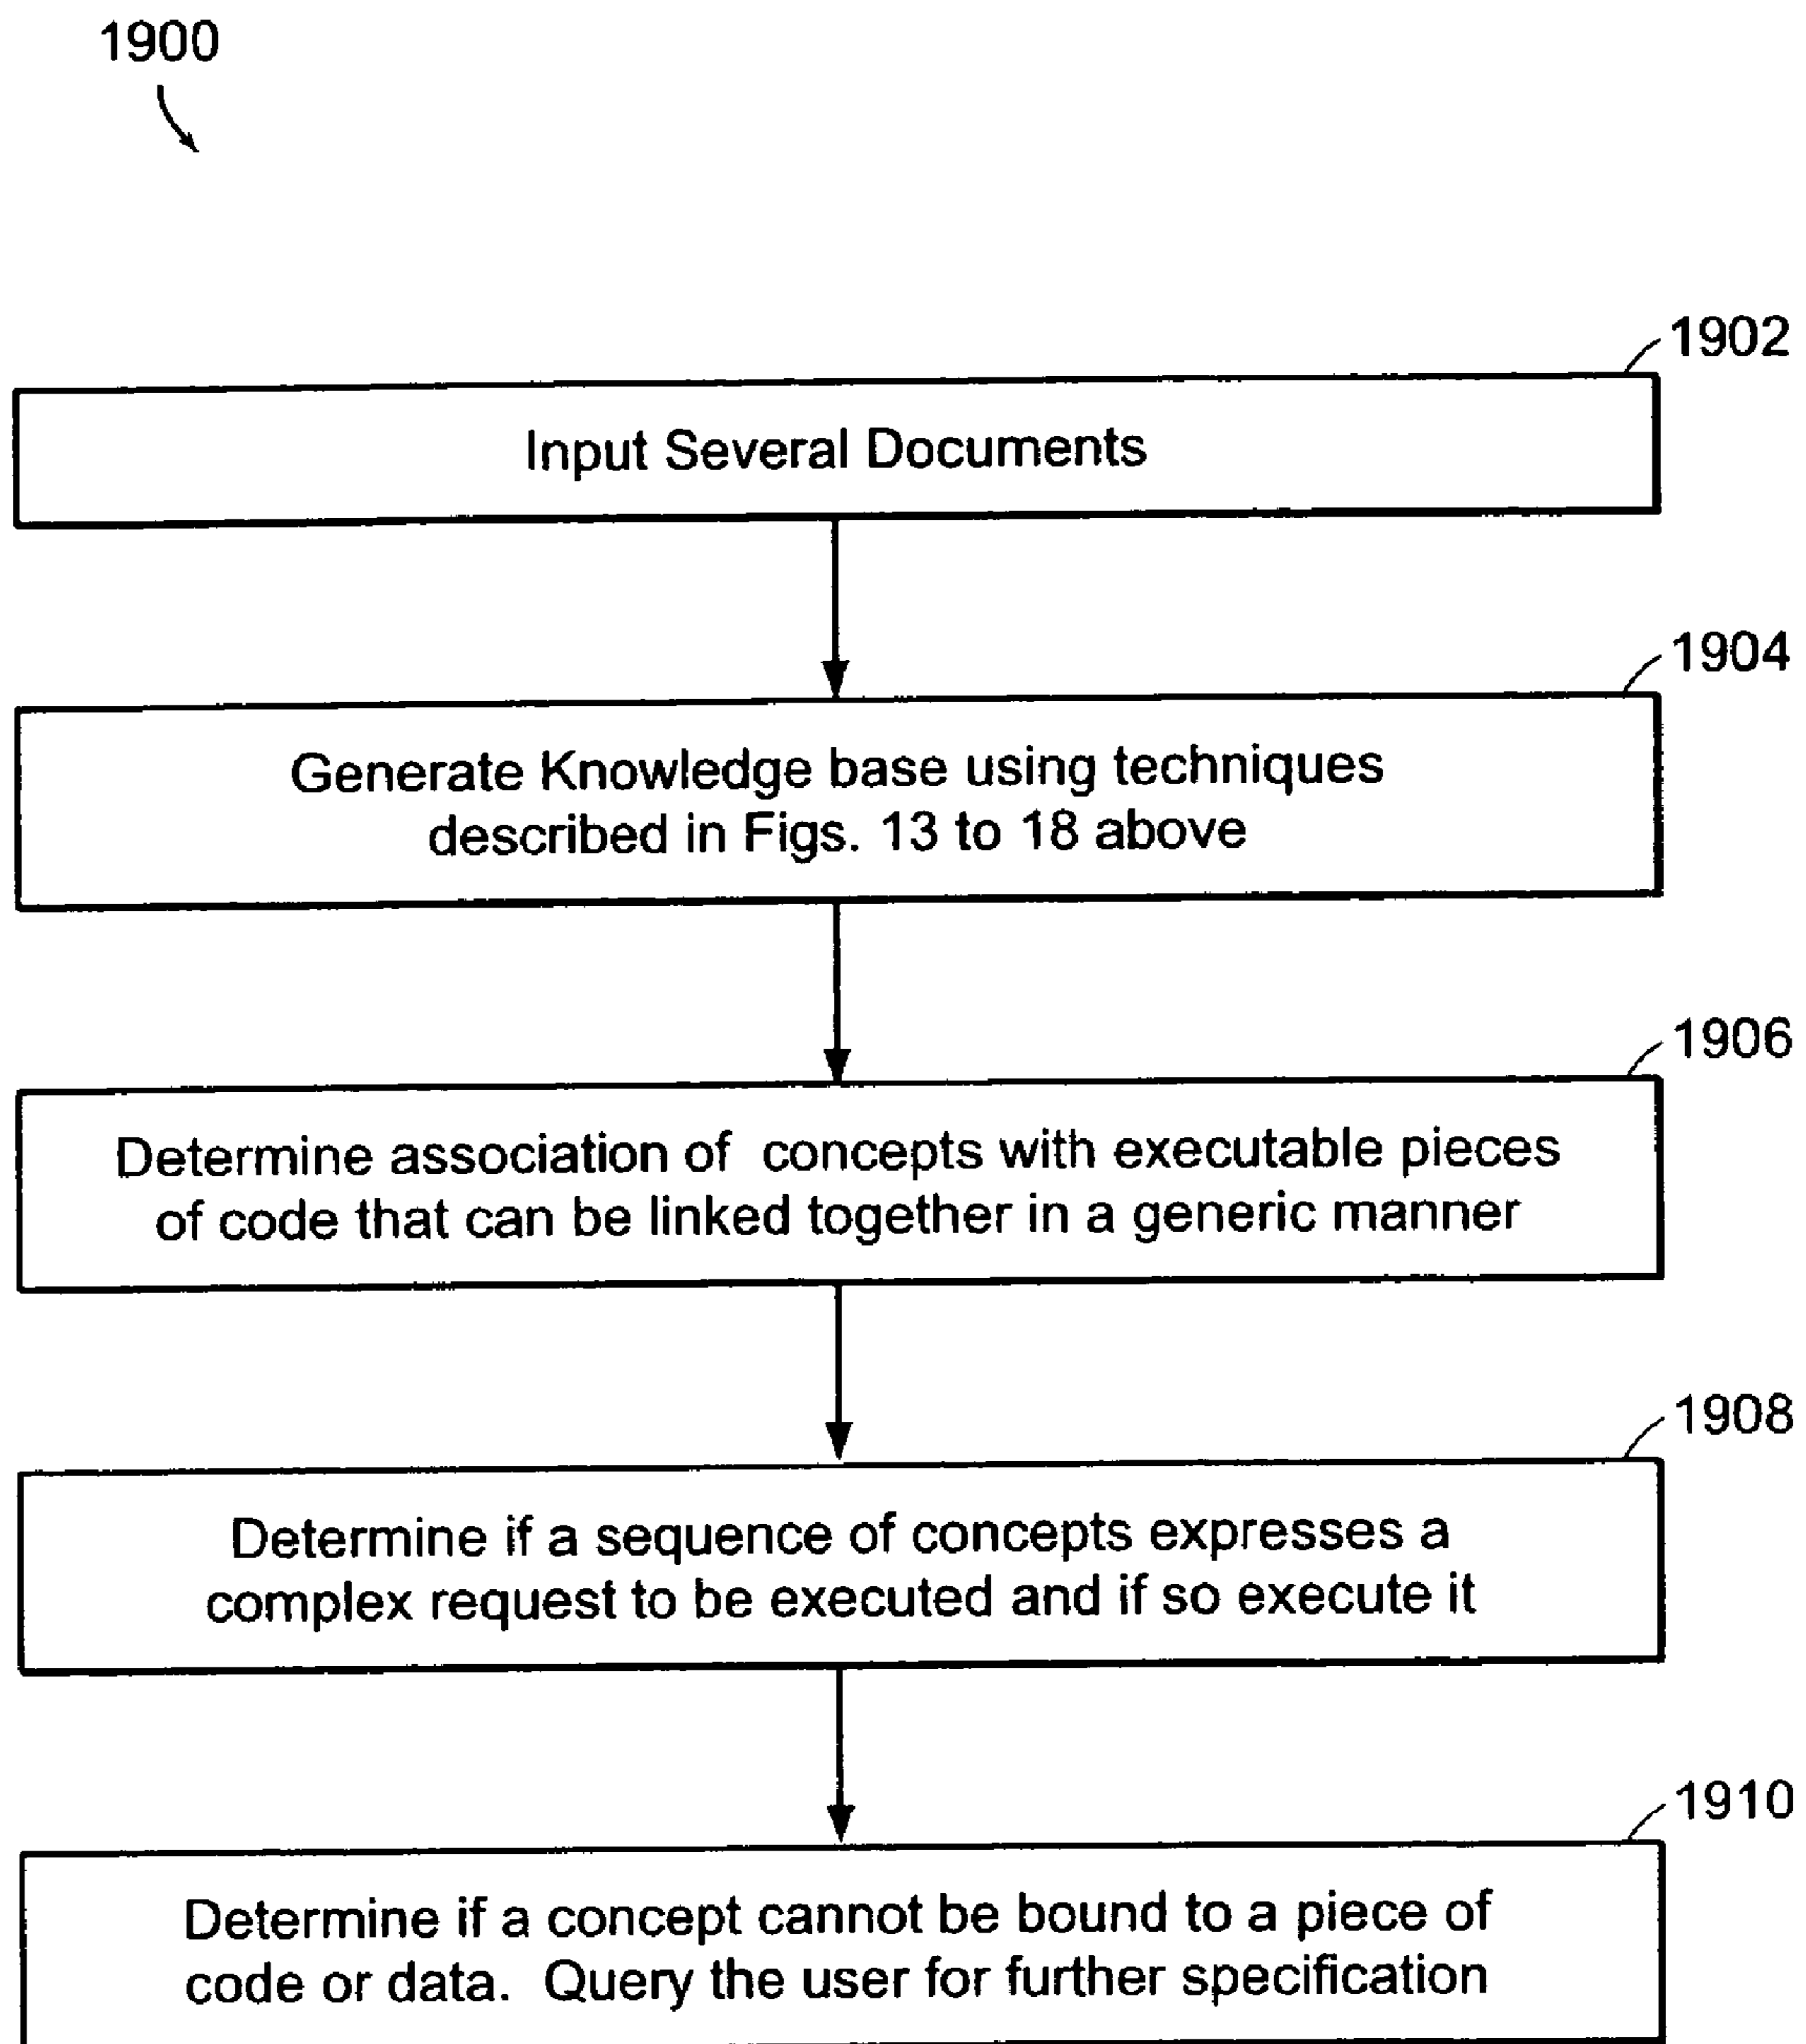 1900
1902
Input Several Documents
1904
Generate Knowledge base using techniques
described in Figs. 13 to 18 above
1906
Determine association of concepts with executable pieces
of code that can be linked together in a generic manner
1908
Determine if a sequence of concepts expresses a
complex request to be executed and if so execute it
1910
Determine if a concept cannot be bound to a piece of
code or data. Query the user for further specification